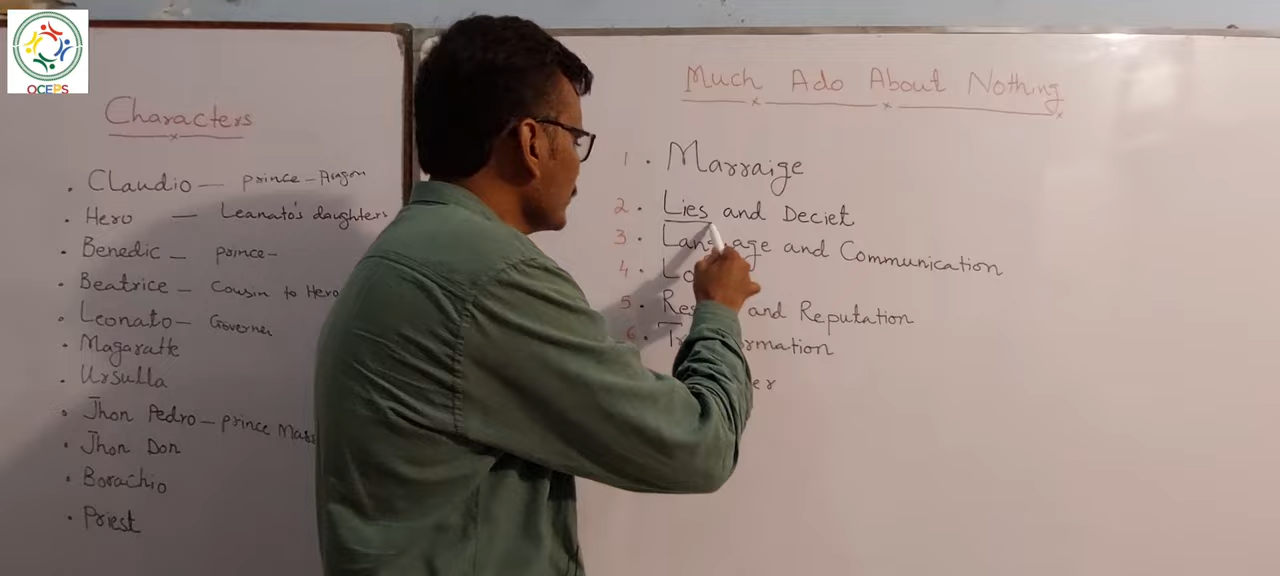 OCEPS
Characters
· Claudio — prince - Aragon
· Hero — Leanato's daughters
· Benedic — prince -
· Beatrice — Cousin to Hero
· Leonato — Governer
· Magaratte
· Ursulla
· Jhon Pedro — prince
· Jhon Don
· Borachio
· Priest
Much Ado About Nothing
1. Marraige
2. Lies and Deciet
3. Language and Communication
4.
5. and Reputation
6.